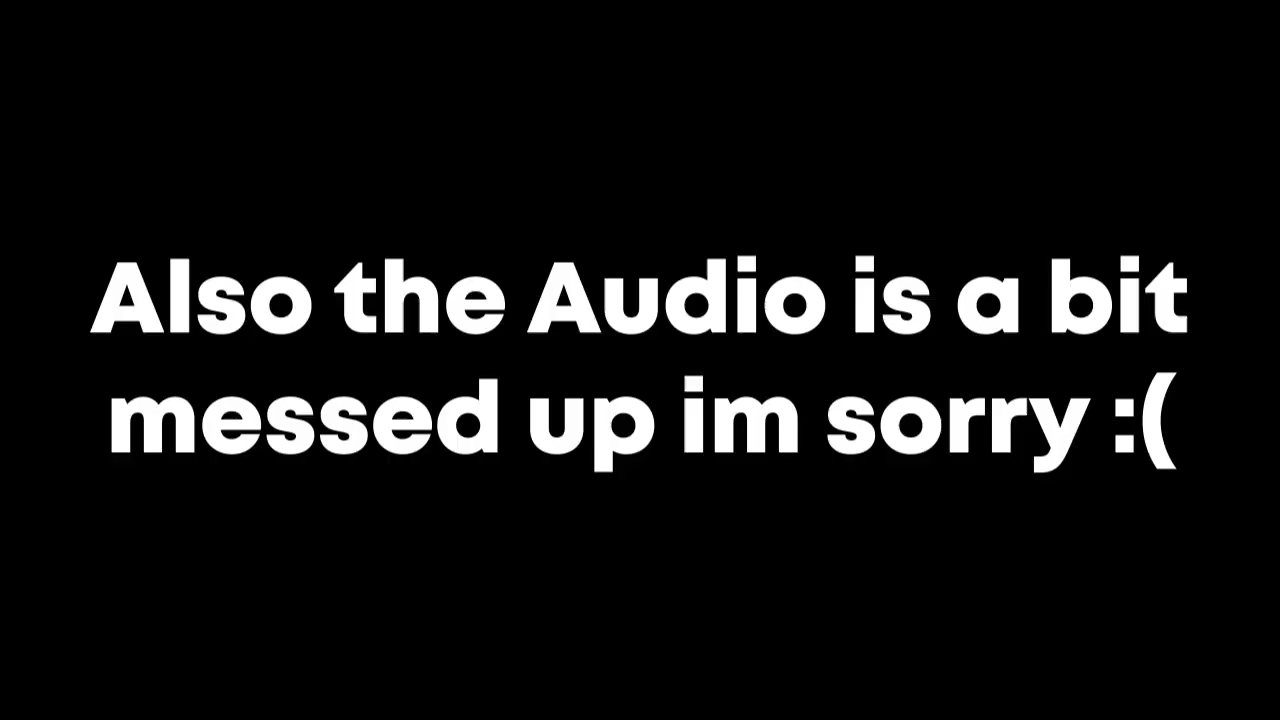 Also the Audio is a bit
messed up im sorry :(